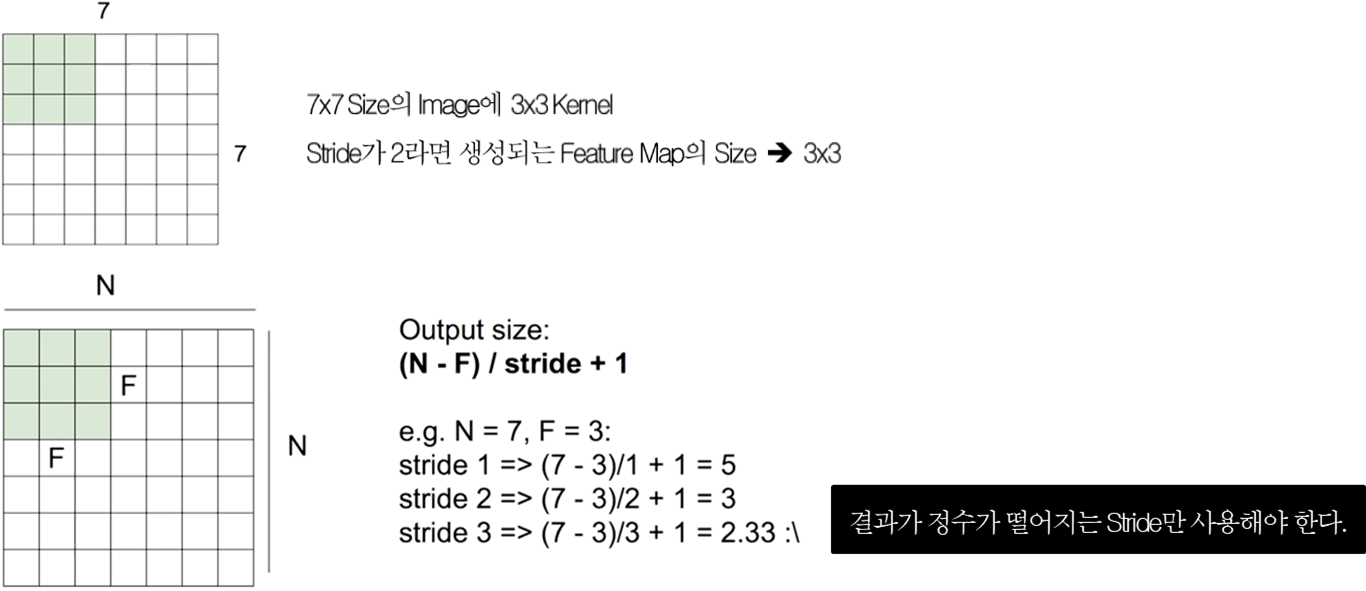 7
7
7x7 Size의 Image에 3x3 Kernel
Stride가 2라면 생성되는 Feature Map의 Size ➔ 3x3
N
N
F
F
Output size:
(N - F) / stride + 1
e.g. N = 7, F = 3:
stride 1 => (7 - 3)/1 + 1 = 5
stride 2 => (7 - 3)/2 + 1 = 3
stride 3 => (7 - 3)/3 + 1 = 2.33 :\
결과가 정수가 떨어지는 Stride만 사용해야 한다.